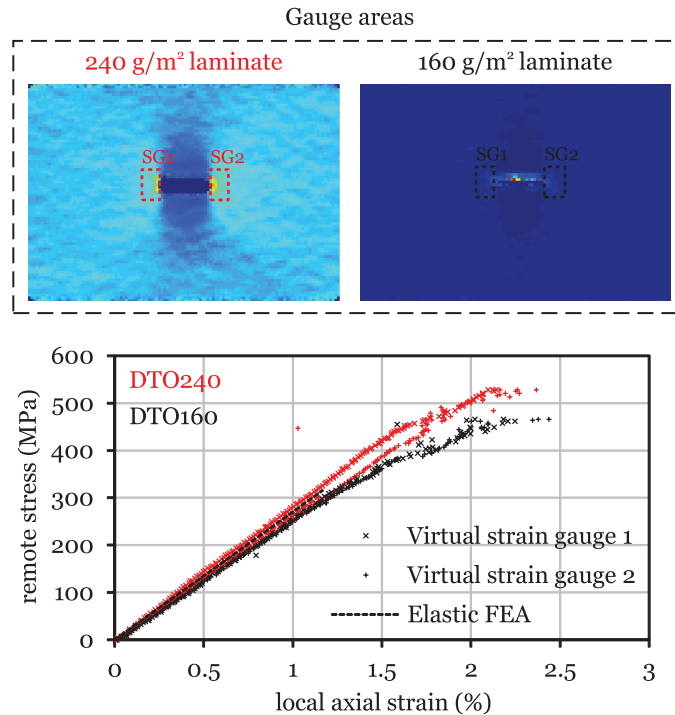 Gauge areas
240 g/m² laminate
160 g/m² laminate
SG1
SG2
SG1
SG2
600
500
400
300
200
100
0
remote stress (MPa)
DTO240
DTO160
Virtual strain gauge 1
Virtual strain gauge 2
Elastic FEA
0
0.5
1
1.5
2
2.5
3
local axial strain (%)